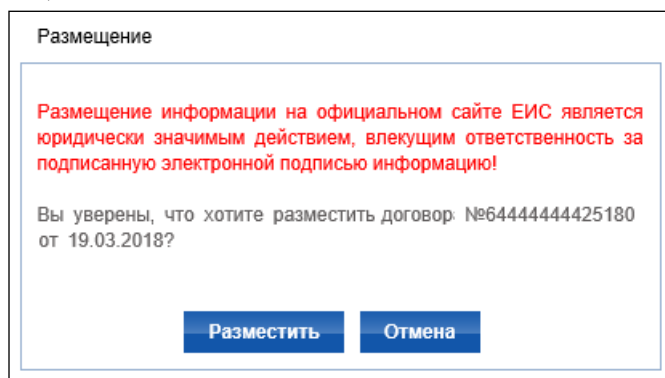 Размещение
Размещение информации на официальном сайте ЕИС является
юридически значимым действием, влекущим ответственность за
подписанную электронной подписью информацию!
Вы уверены, что хотите разместить договор №64444444425180
от 19.03.2018?
Разместить Отмена